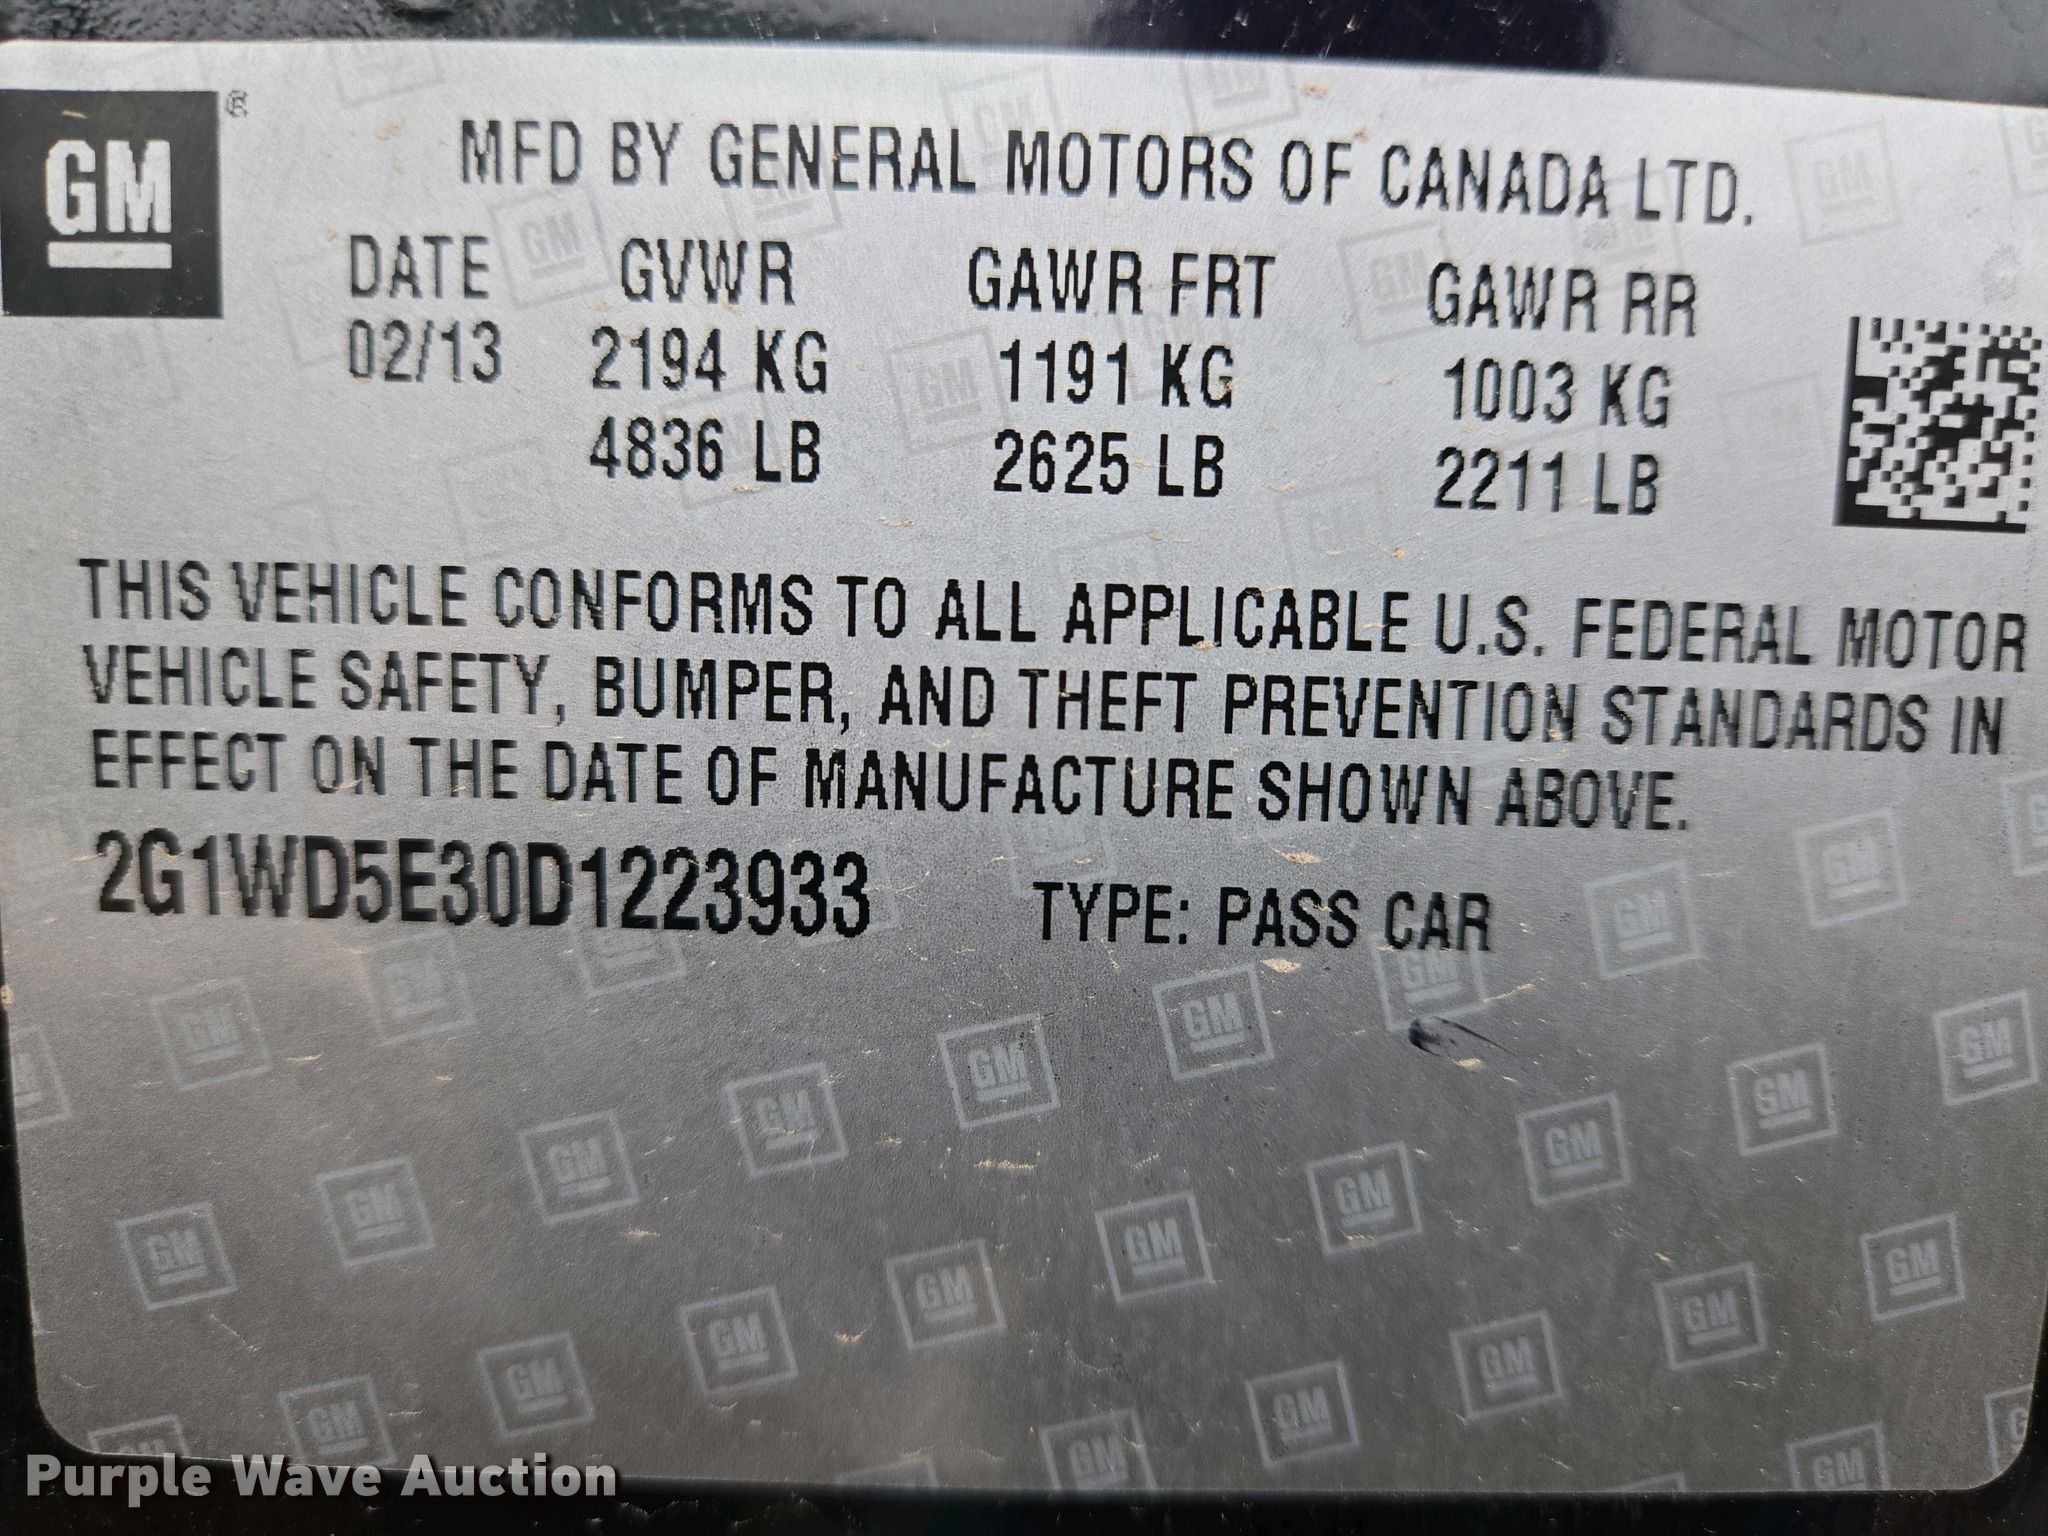 GM ®
MFD BY GENERAL MOTORS OF CANADA LTD.
DATE GVWR GAWR FRT GAWR RR
02/13 2194 KG 1191 KG 1003 KG
4836 LB 2625 LB 2211 LB
THIS VEHICLE CONFORMS TO ALL APPLICABLE U.S. FEDERAL MOTOR
VEHICLE SAFETY, BUMPER, AND THEFT PREVENTION STANDARDS IN
EFFECT ON THE DATE OF MANUFACTURE SHOWN ABOVE.
2G1WD5E30D1223933 TYPE: PASS CAR
Purple Wave Auction